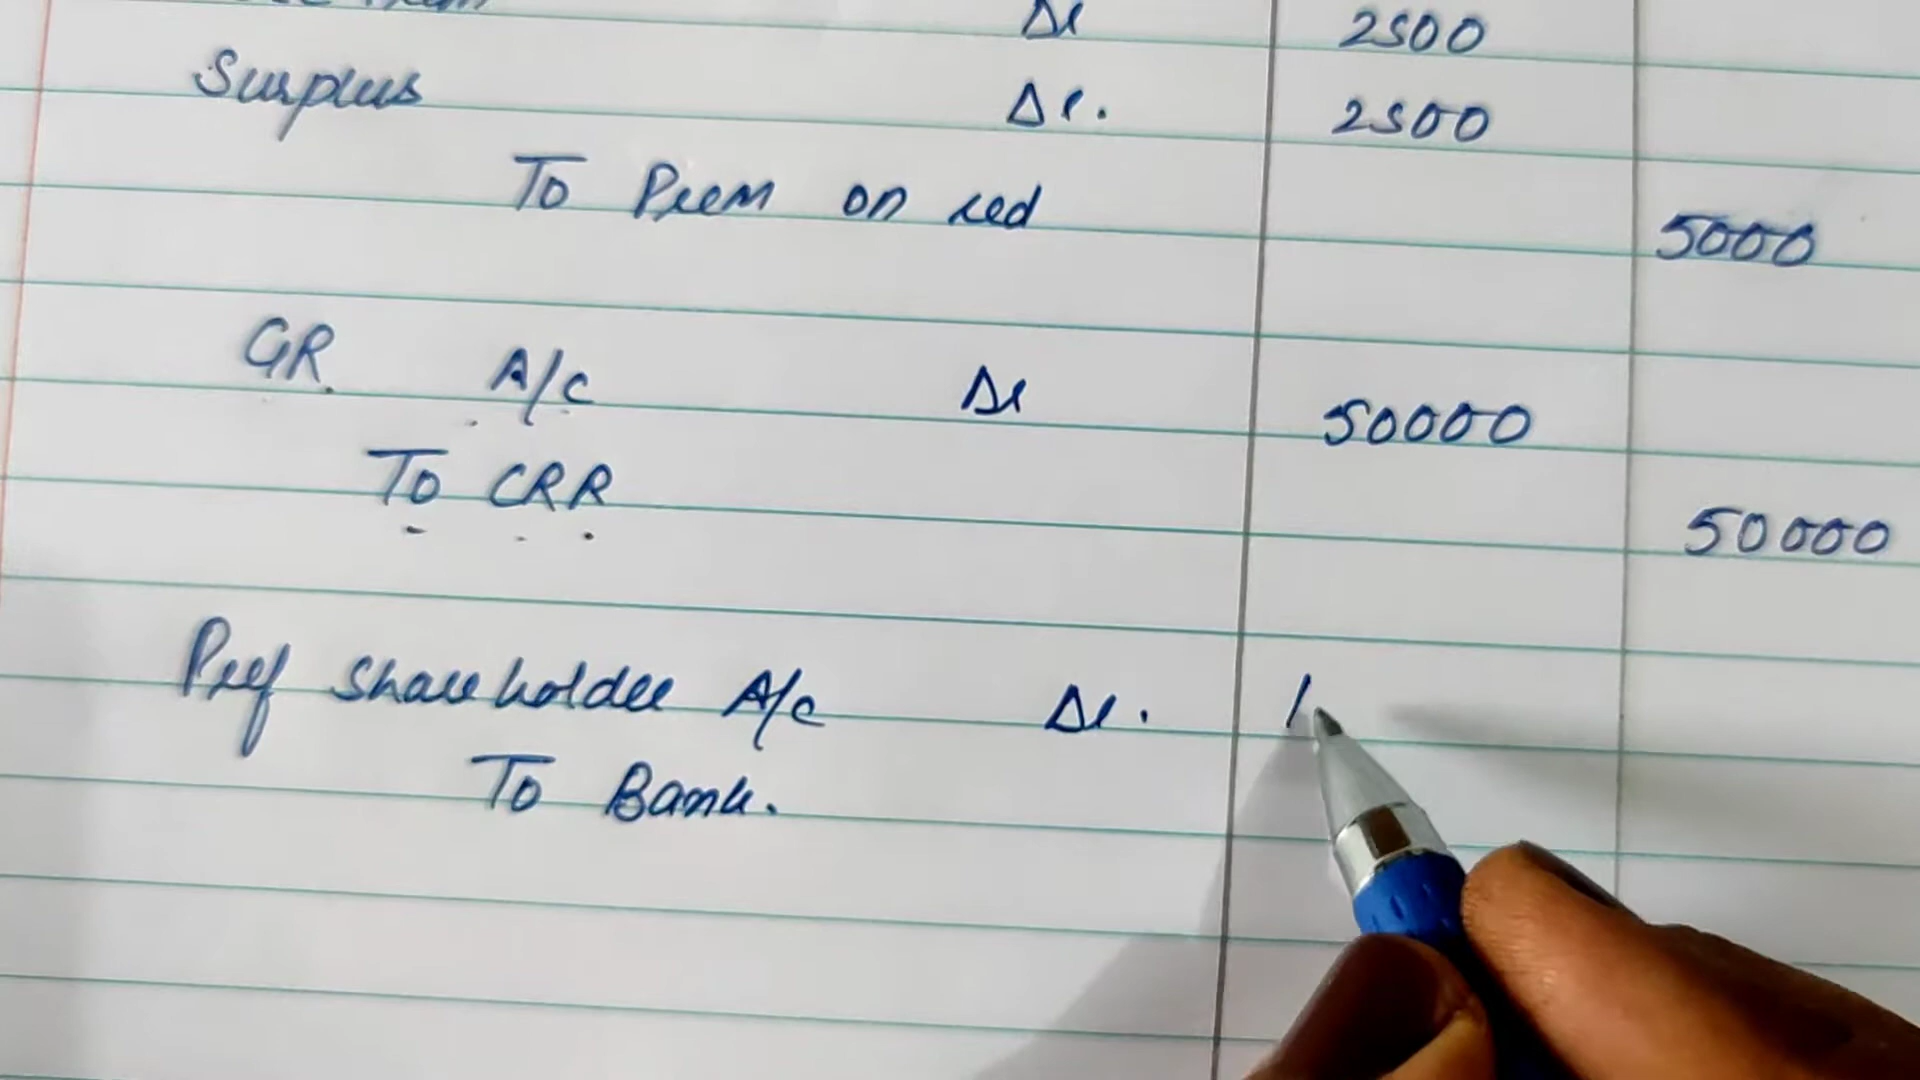 Dr 2500
Surplus Dr. 2500
To Prem on red 5000
GR. A/C Dr 50000
To CRR 50000
Pref shareholder A/c Dr. 1
To Bank.